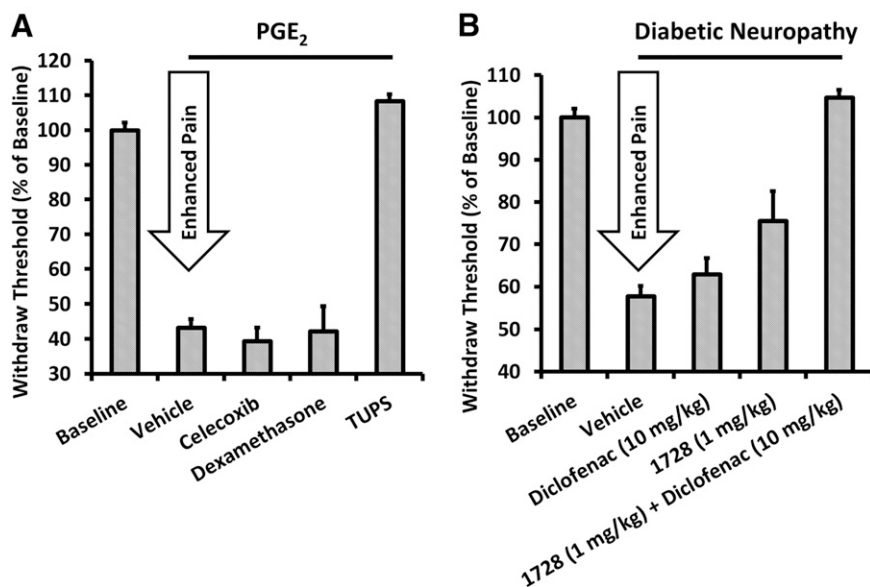 A
PGE₂
Withdraw Threshold (% of Baseline)
120
110
100
90
80
70
60
50
40
30
Enhanced Pain
Baseline
Vehicle
Celecoxib
Dexamethasone
TUPS
B
Diabetic Neuropathy
Withdraw Threshold (% of Baseline)
110
100
90
80
70
60
50
40
Enhanced Pain
Baseline
Vehicle
Diclofenac (10 mg/kg)
1728 (1 mg/kg)
1728 (1 mg/kg) + Diclofenac (10 mg/kg)